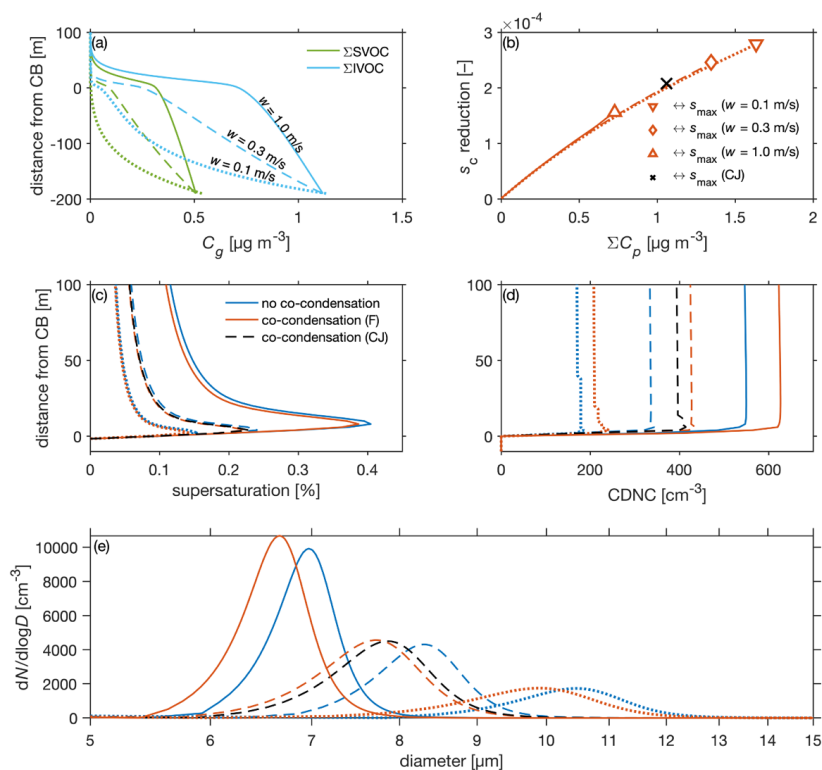 (a)
ΣSVOC
ΣIVOC
w = 1.0 m/s
w = 0.3 m/s
w = 0.1 m/s
100
0
-100
-200
distance from CB [m]
0
0.5
1
1.5
C_g [µg m⁻³]
×10⁻⁴
(b)
3
2
1
0
s_c reduction [-]
↔ s_max (w = 0.1 m/s)
↔ s_max (w = 0.3 m/s)
↔ s_max (w = 1.0 m/s)
↔ s_max (CJ)
0
0.5
1
1.5
2
ΣC_p [µg m⁻³]
(c)
no co-condensation
co-condensation (F)
co-condensation (CJ)
100
50
0
distance from CB [m]
0
0.1
0.2
0.3
0.4
supersaturation [%]
(d)
100
50
0
0
200
400
600
CDNC [cm⁻³]
(e)
10000
8000
6000
4000
2000
0
dN/dlogD [cm⁻³]
5
6
7
8
9
10
11
12
13
14
15
diameter [µm]